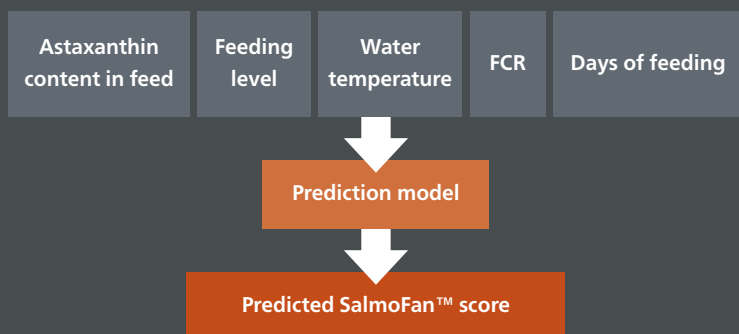 Astaxanthin
content in feed
Feeding
level
Water
temperature
FCR
Days of feeding
Prediction model
Predicted SalmoFan™ score